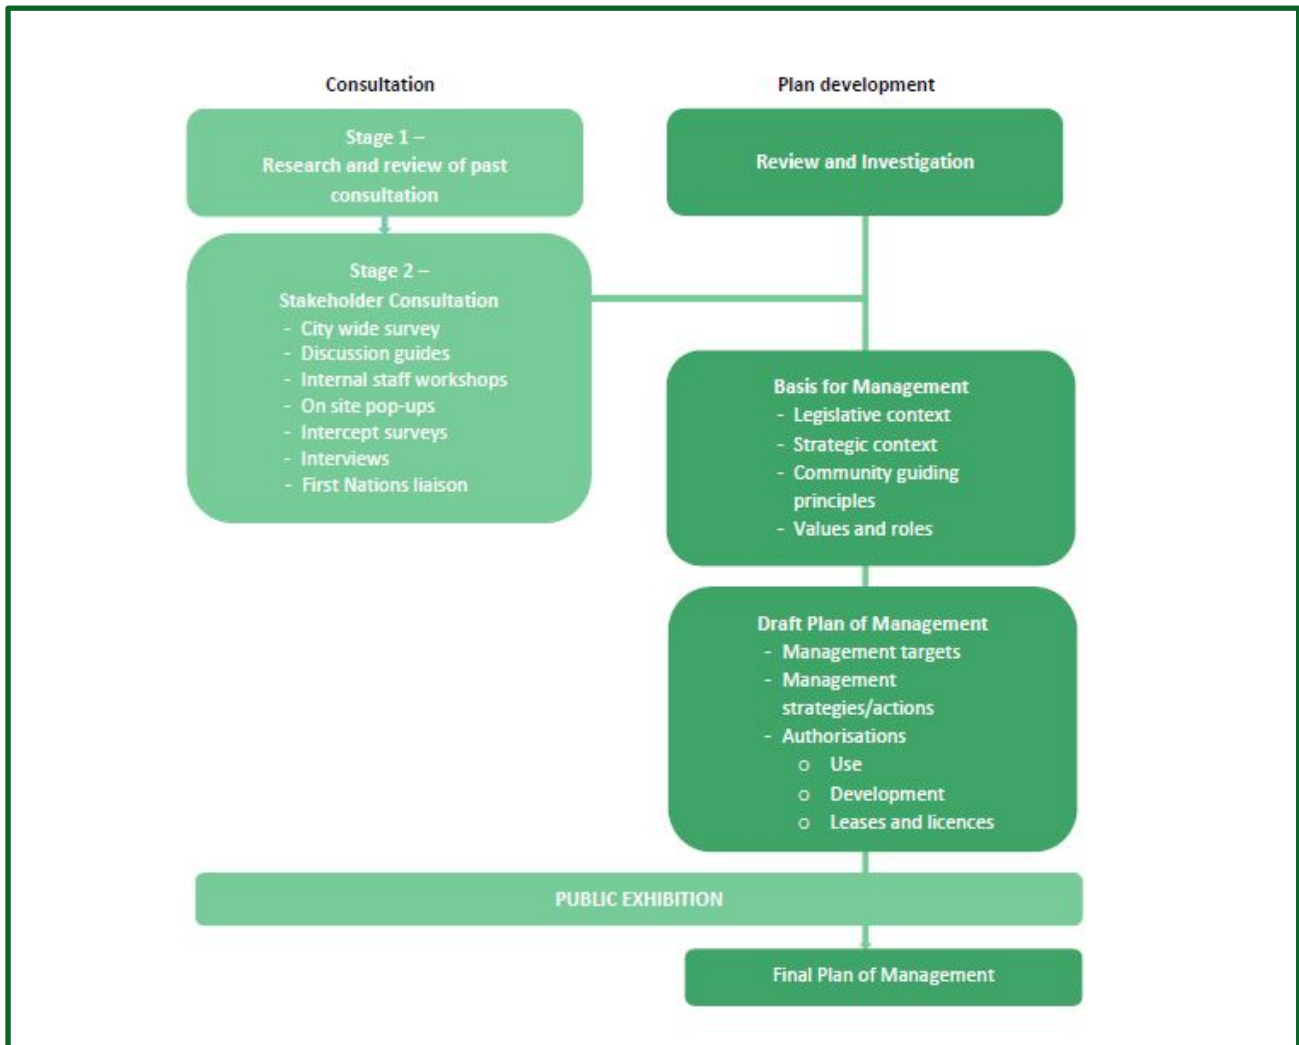 Consultation
Plan development
Stage 1 –
Research and review of past
consultation
Review and Investigation
Stage 2 –
Stakeholder Consultation
- City wide survey
- Discussion guides
- Internal staff workshops
- On site pop-ups
- Intercept surveys
- Interviews
- First Nations liaison
Basis for Management
- Legislative context
- Strategic context
- Community guiding
principles
- Values and roles
Draft Plan of Management
- Management targets
- Management
strategies/actions
- Authorisations
o Use
o Development
o Leases and licences
PUBLIC EXHIBITION
Final Plan of Management